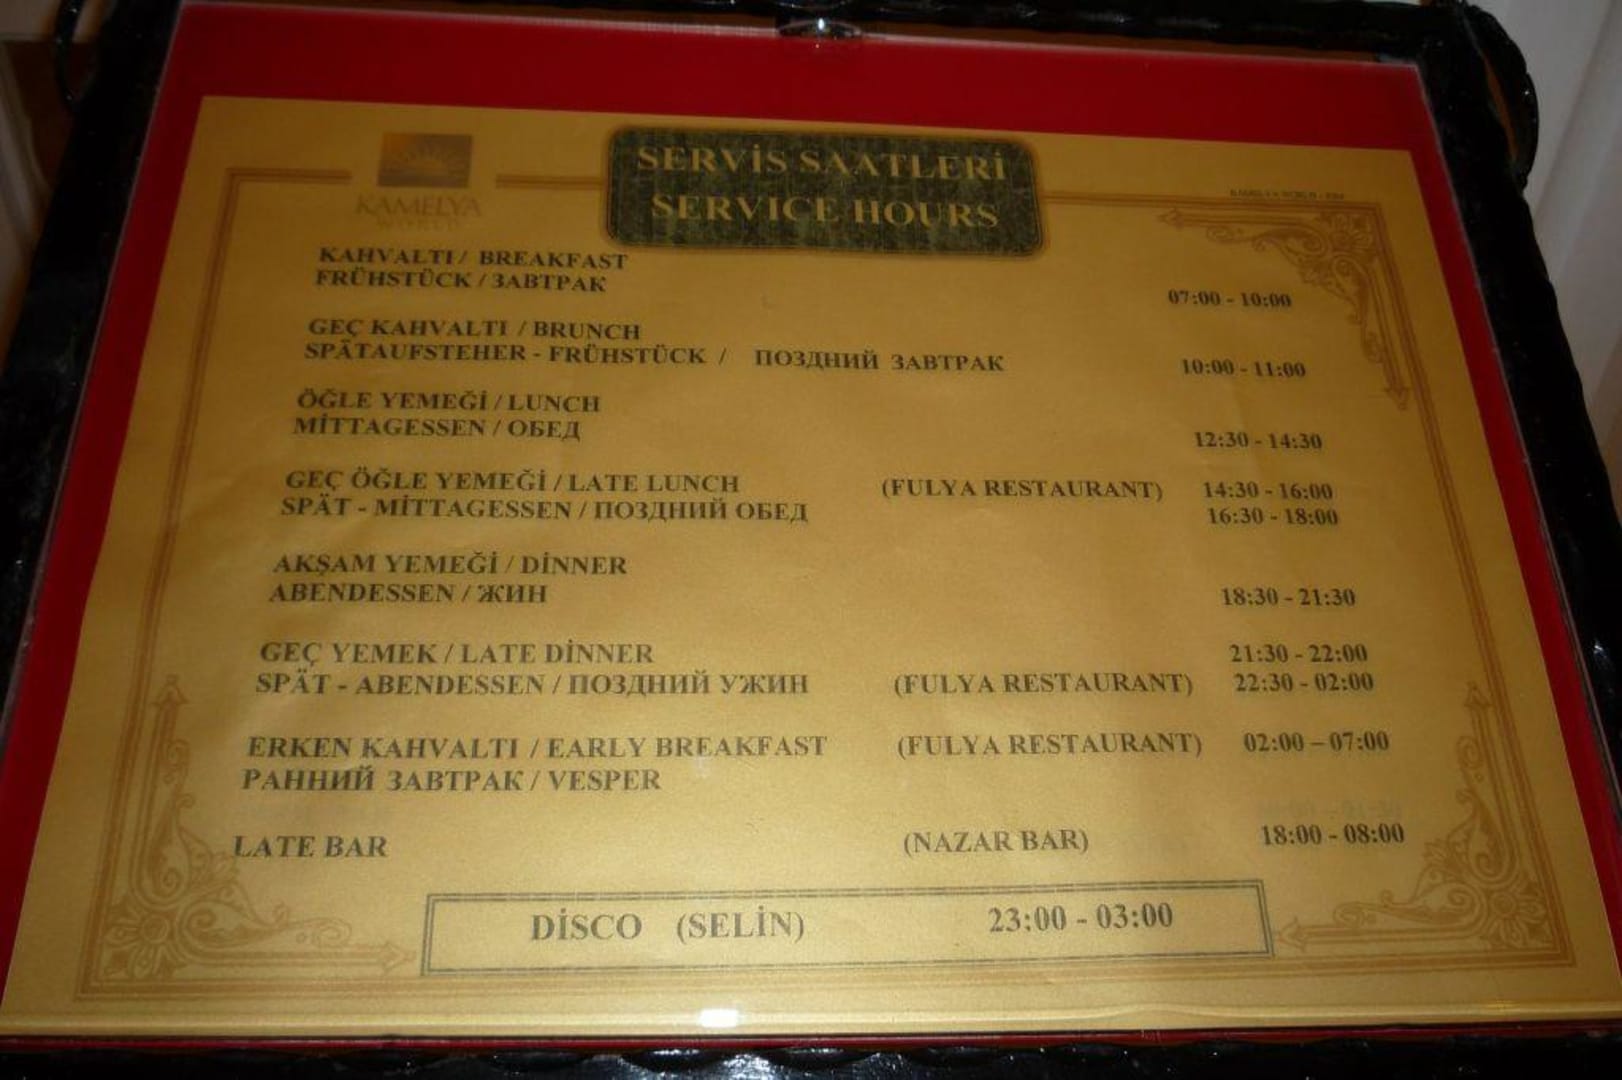 KAMELYA
WORLD
SERVİS SAATLERİ
SERVICE HOURS
KAHVALTI / BREAKFAST
FRÜHSTÜCK / ЗАВТРАК
07:00 - 10:00
GEÇ KAHVALTI / BRUNCH
SPÄTAUFSTEHER - FRÜHSTÜCK / ПОЗДНИЙ ЗАВТРАК 10:00 - 11:00
ÖĞLE YEMEĞİ / LUNCH
MİTTAGESSEN / ОБЕД 12:30 - 14:30
GEÇ ÖĞLE YEMEĞİ / LATE LUNCH (FULYA RESTAURANT) 14:30 - 16:00
SPÄT - MİTTAGESSEN / ПОЗДНИЙ ОБЕД 16:30 - 18:00
AKŞAM YEMEĞİ / DİNNER
ABENDESSEN / ЖИН 18:30 - 21:30
GEÇ YEMEK / LATE DİNNER 21:30 - 22:00
SPÄT - ABENDESSEN / ПОЗДНИЙ УЖИН (FULYA RESTAURANT) 22:30 - 02:00
ERKEN KAHVALTI / EARLY BREAKFAST (FULYA RESTAURANT) 02:00 – 07:00
РАННИЙ ЗАВТРАК / VESPER
LATE BAR (NAZAR BAR) 18:00 - 08:00
DİSCO (SELİN) 23:00 - 03:00